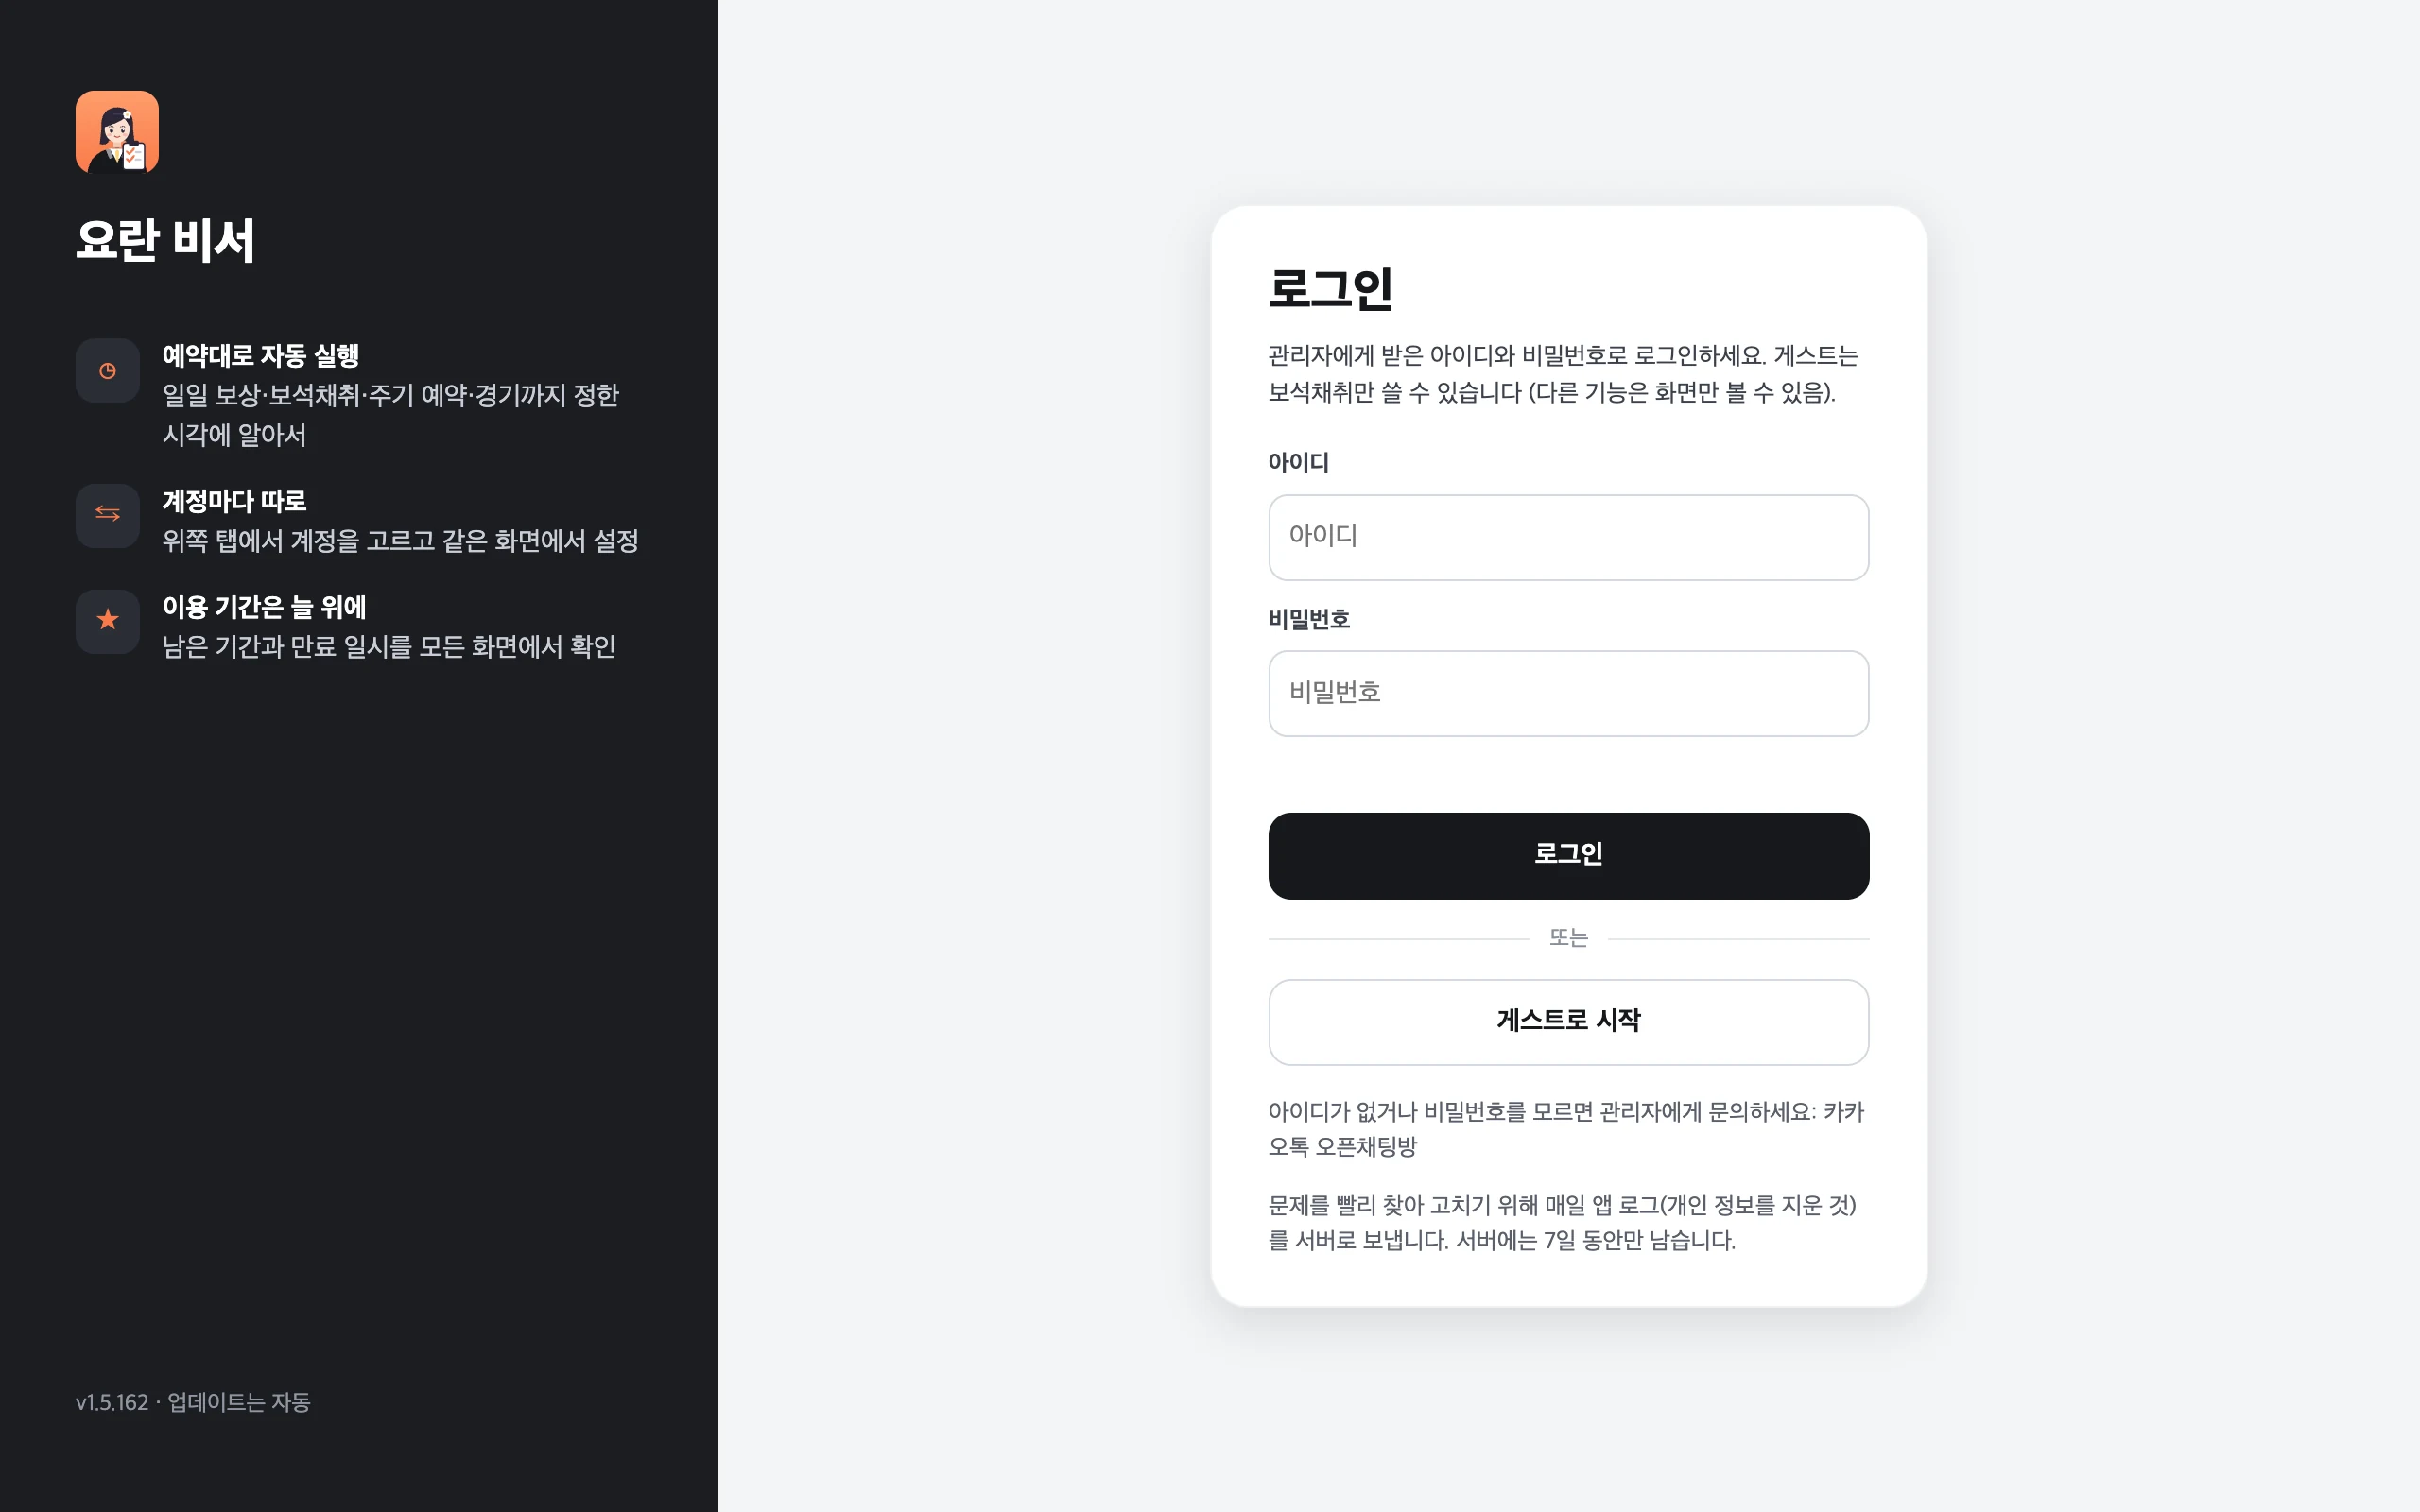 요란 비서
예약대로 자동 실행
일일 보상·보석채취·주기 예약·경기까지 정한
시각에 알아서
계정마다 따로
위쪽 탭에서 계정을 고르고 같은 화면에서 설정
이용 기간은 늘 위에
남은 기간과 만료 일시를 모든 화면에서 확인
v1.5.162 · 업데이트는 자동
로그인
관리자에게 받은 아이디와 비밀번호로 로그인하세요. 게스트는
보석채취만 쓸 수 있습니다 (다른 기능은 화면만 볼 수 있음).
아이디
아이디
비밀번호
비밀번호
로그인
또는
게스트로 시작
아이디가 없거나 비밀번호를 모르면 관리자에게 문의하세요: 카카
오톡 오픈채팅방
문제를 빨리 찾아 고치기 위해 매일 앱 로그(개인 정보를 지운 것)
를 서버로 보냅니다. 서버에는 7일 동안만 남습니다.